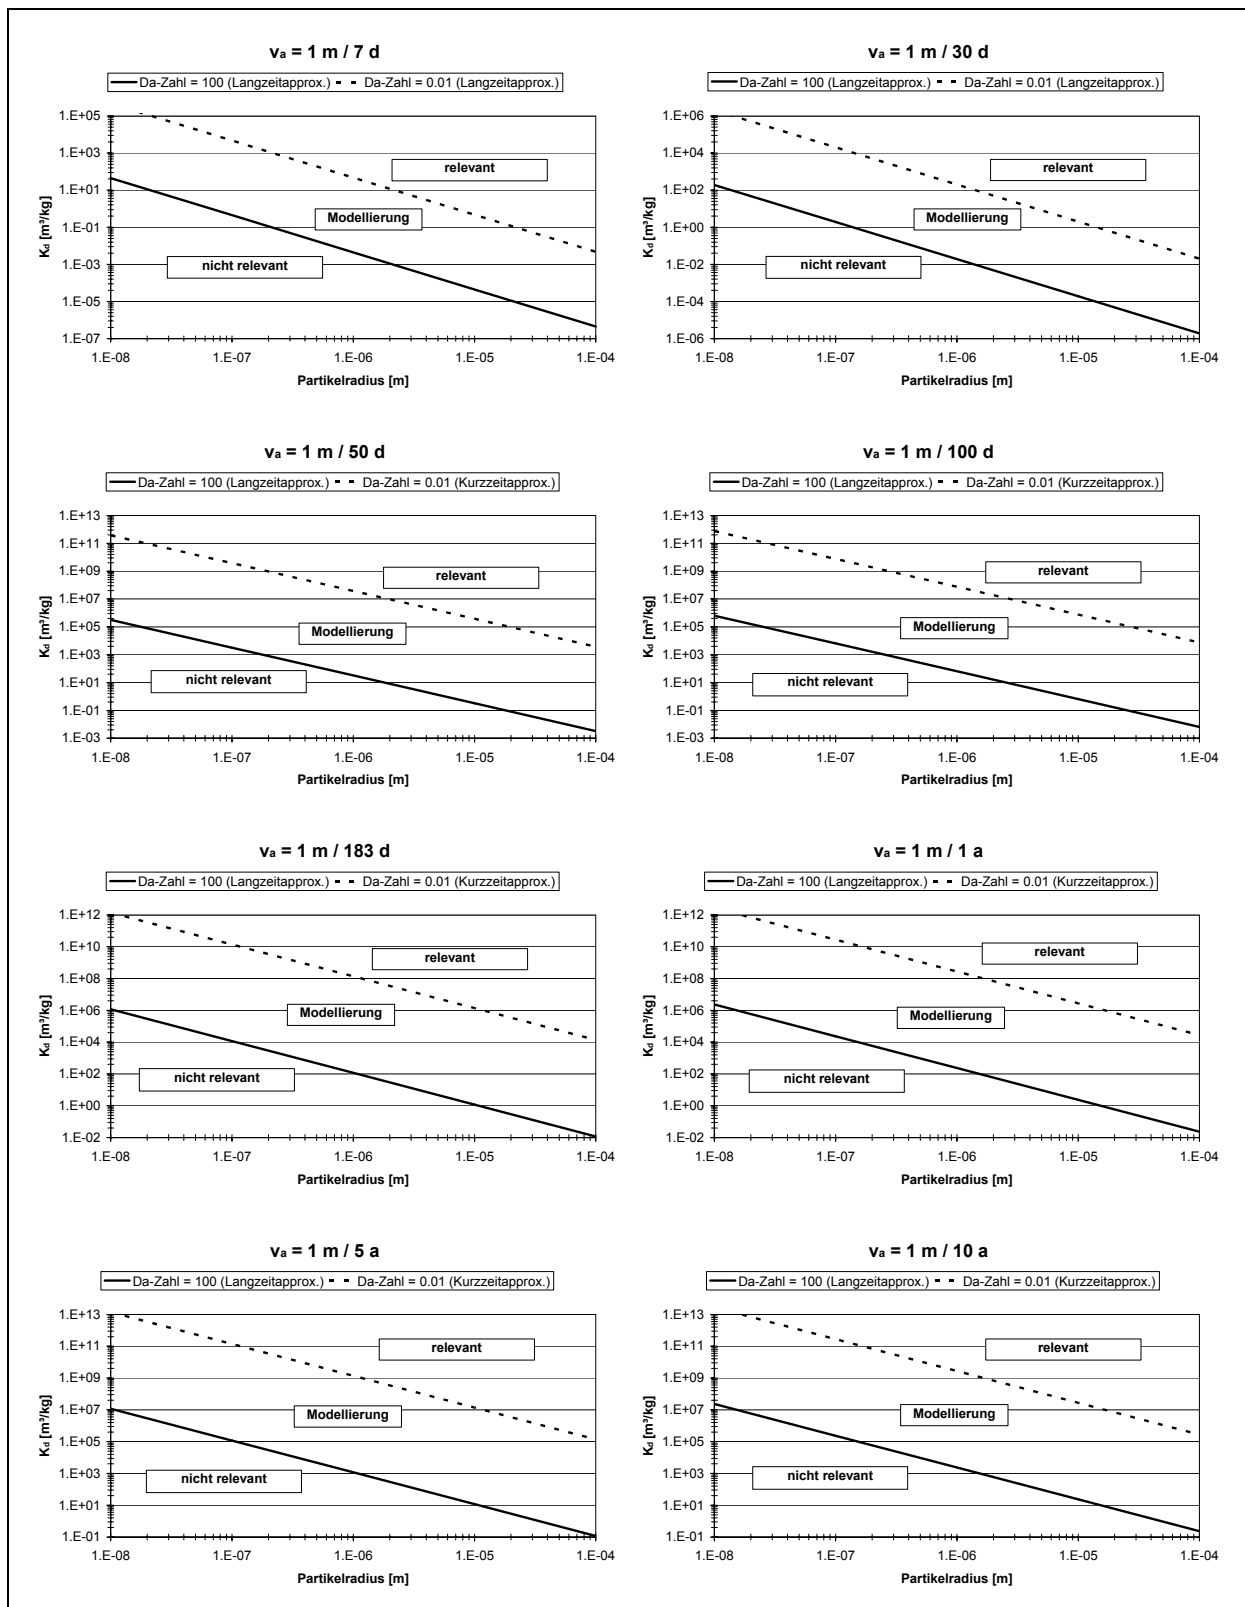 vₐ = 1 m / 7 d
Da-Zahl = 100 (Langzeitapprox.) Da-Zahl = 0.01 (Langzeitapprox.)
1.E+05
1.E+03
1.E+01
1.E-01
1.E-03
1.E-05
1.E-07
K_d [m³/kg]
relevant
Modellierung
nicht relevant
1.E-08 1.E-07 1.E-06 1.E-05 1.E-04
Partikelradius [m]
vₐ = 1 m / 30 d
Da-Zahl = 100 (Langzeitapprox.) Da-Zahl = 0.01 (Langzeitapprox.)
1.E+06
1.E+04
1.E+02
1.E+00
1.E-02
1.E-04
1.E-06
K_d [m³/kg]
relevant
Modellierung
nicht relevant
1.E-08 1.E-07 1.E-06 1.E-05 1.E-04
Partikelradius [m]
vₐ = 1 m / 50 d
Da-Zahl = 100 (Langzeitapprox.) Da-Zahl = 0.01 (Kurzzeitapprox.)
1.E+13
1.E+11
1.E+09
1.E+07
1.E+05
1.E+03
1.E+01
1.E-01
1.E-03
K_d [m³/kg]
relevant
Modellierung
nicht relevant
1.E-08 1.E-07 1.E-06 1.E-05 1.E-04
Partikelradius [m]
vₐ = 1 m / 100 d
Da-Zahl = 100 (Langzeitapprox.) Da-Zahl = 0.01 (Kurzzeitapprox.)
1.E+13
1.E+11
1.E+09
1.E+07
1.E+05
1.E+03
1.E+01
1.E-01
1.E-03
K_d [m³/kg]
relevant
Modellierung
nicht relevant
1.E-08 1.E-07 1.E-06 1.E-05 1.E-04
Partikelradius [m]
vₐ = 1 m / 183 d
Da-Zahl = 100 (Langzeitapprox.) Da-Zahl = 0.01 (Kurzzeitapprox.)
1.E+12
1.E+10
1.E+08
1.E+06
1.E+04
1.E+02
1.E+00
1.E-02
K_d [m³/kg]
relevant
Modellierung
nicht relevant
1.E-08 1.E-07 1.E-06 1.E-05 1.E-04
Partikelradius [m]
vₐ = 1 m / 1 a
Da-Zahl = 100 (Langzeitapprox.) Da-Zahl = 0.01 (Kurzzeitapprox.)
1.E+12
1.E+10
1.E+08
1.E+06
1.E+04
1.E+02
1.E+00
1.E-02
K_d [m³/kg]
relevant
Modellierung
nicht relevant
1.E-08 1.E-07 1.E-06 1.E-05 1.E-04
Partikelradius [m]
vₐ = 1 m / 5 a
Da-Zahl = 100 (Langzeitapprox.) Da-Zahl = 0.01 (Kurzzeitapprox.)
1.E+13
1.E+11
1.E+09
1.E+07
1.E+05
1.E+03
1.E+01
1.E-01
K_d [m³/kg]
relevant
Modellierung
nicht relevant
1.E-08 1.E-07 1.E-06 1.E-05 1.E-04
Partikelradius [m]
vₐ = 1 m / 10 a
Da-Zahl = 100 (Langzeitapprox.) Da-Zahl = 0.01 (Kurzzeitapprox.)
1.E+13
1.E+11
1.E+09
1.E+07
1.E+05
1.E+03
1.E+01
1.E-01
K_d [m³/kg]
relevant
Modellierung
nicht relevant
1.E-08 1.E-07 1.E-06 1.E-05 1.E-04
Partikelradius [m]